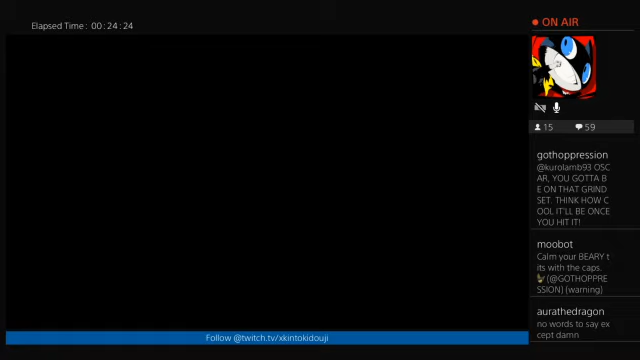 Elapsed Time : 00 : 24 : 24
ON AIR
15
59
gothoppression
@kurolamb93 OSC
AR, YOU GOTTA B
E ON THAT GRIND
SET. THINK HOW C
OOL IT'LL BE ONCE
YOU HIT IT!
moobot
Calm your BEARY t
its with the caps.
(@GOTHOPPRE
SSION) (warning)
aurathedragon
no words to say ex
cept damn
Follow @twitch.tv/xkintokidouji